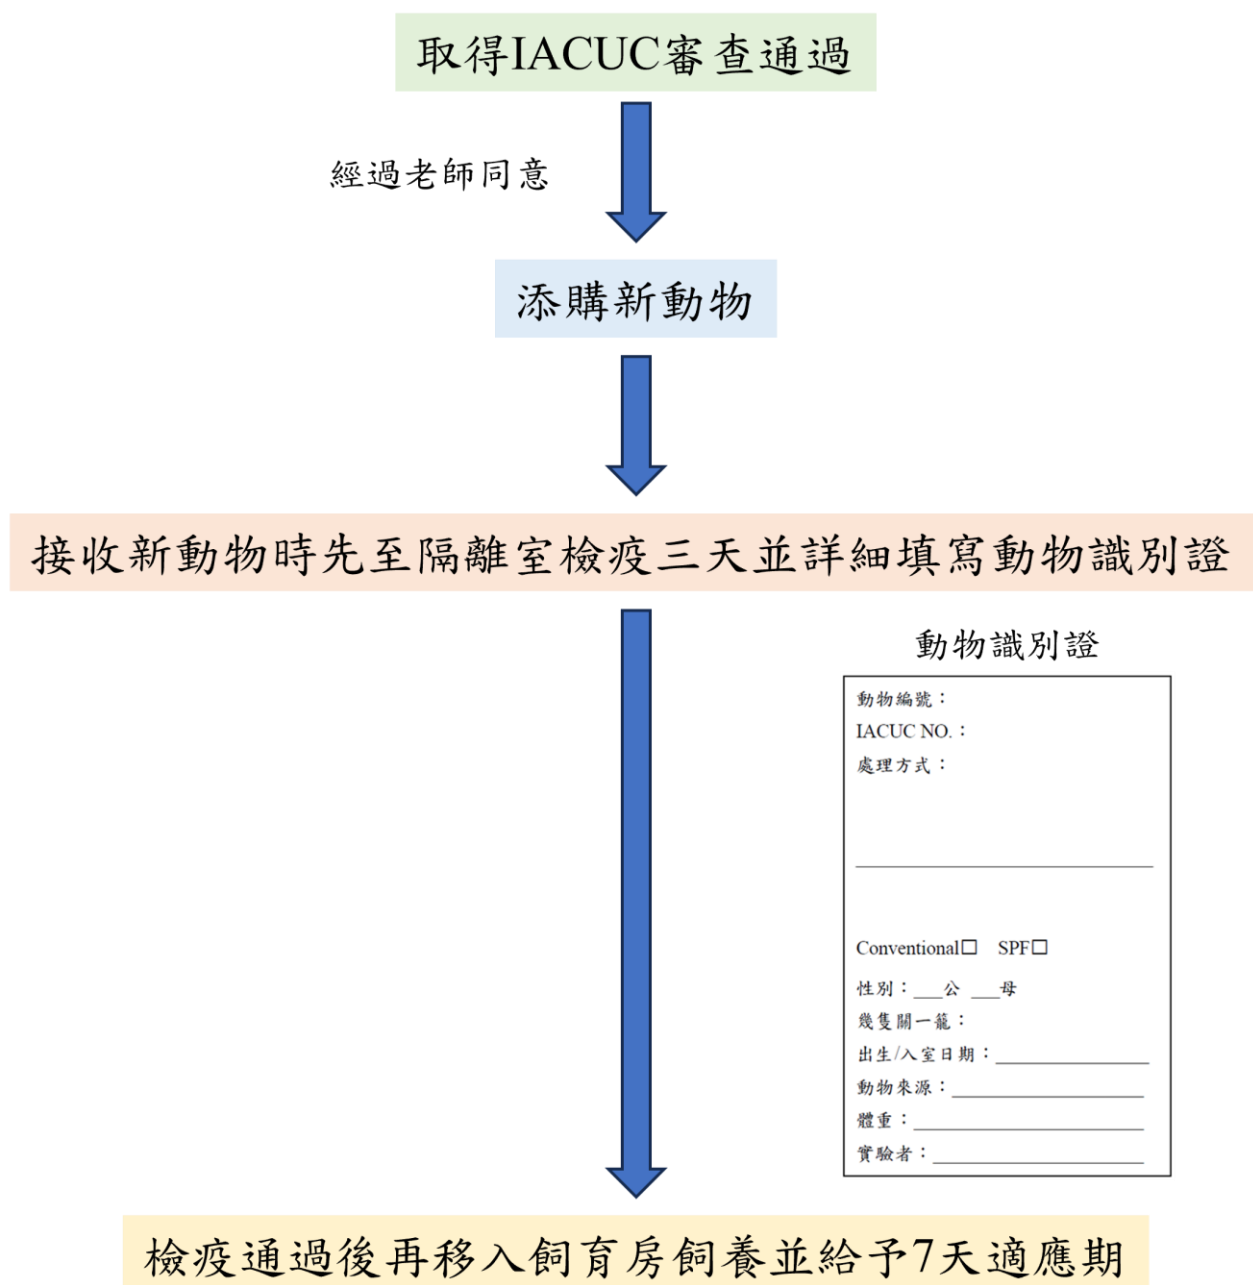 取得IACUC審查通過
經過老師同意
添購新動物
接收新動物時先至隔離室檢疫三天並詳細填寫動物識別證
動物識別證
動物編號：
IACUC NO.：
處理方式：
Conventional□ SPF□
性別：___公 ___母
幾隻關一籠：
出生/入室日期：________________
動物來源：____________________
體重：________________________
實驗者：______________________
檢疫通過後再移入飼育房飼養並給予7天適應期